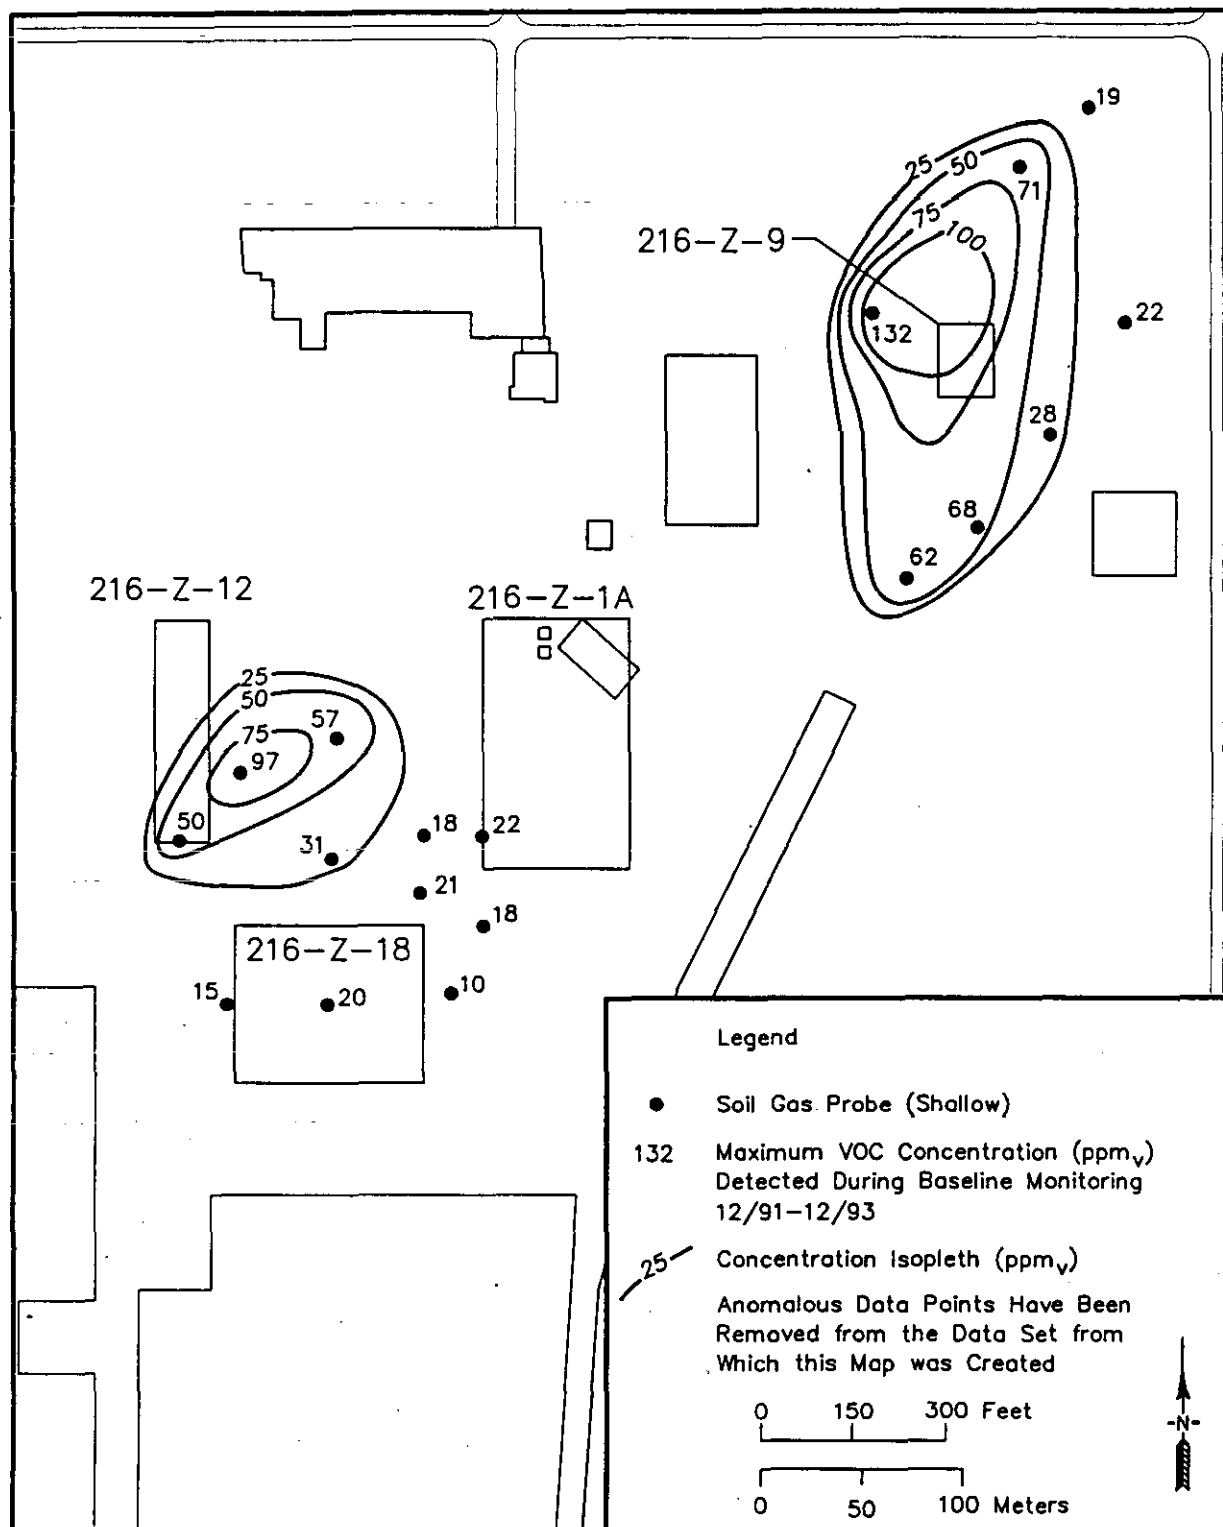 19
25
50
71
75
100
216-Z-9
132
22
28
68
62
216-Z-12
216-Z-1A
25
50
57
75
97
50
31
18
22
21
18
216-Z-18
15
20
10
Legend
Soil Gas Probe (Shallow)
132 Maximum VOC Concentration (ppmv)
Detected During Baseline Monitoring
12/91-12/93
25 Concentration Isopleth (ppmv)
Anomalous Data Points Have Been
Removed from the Data Set from
Which this Map was Created
0 150 300 Feet
-N-
0 50 100 Meters